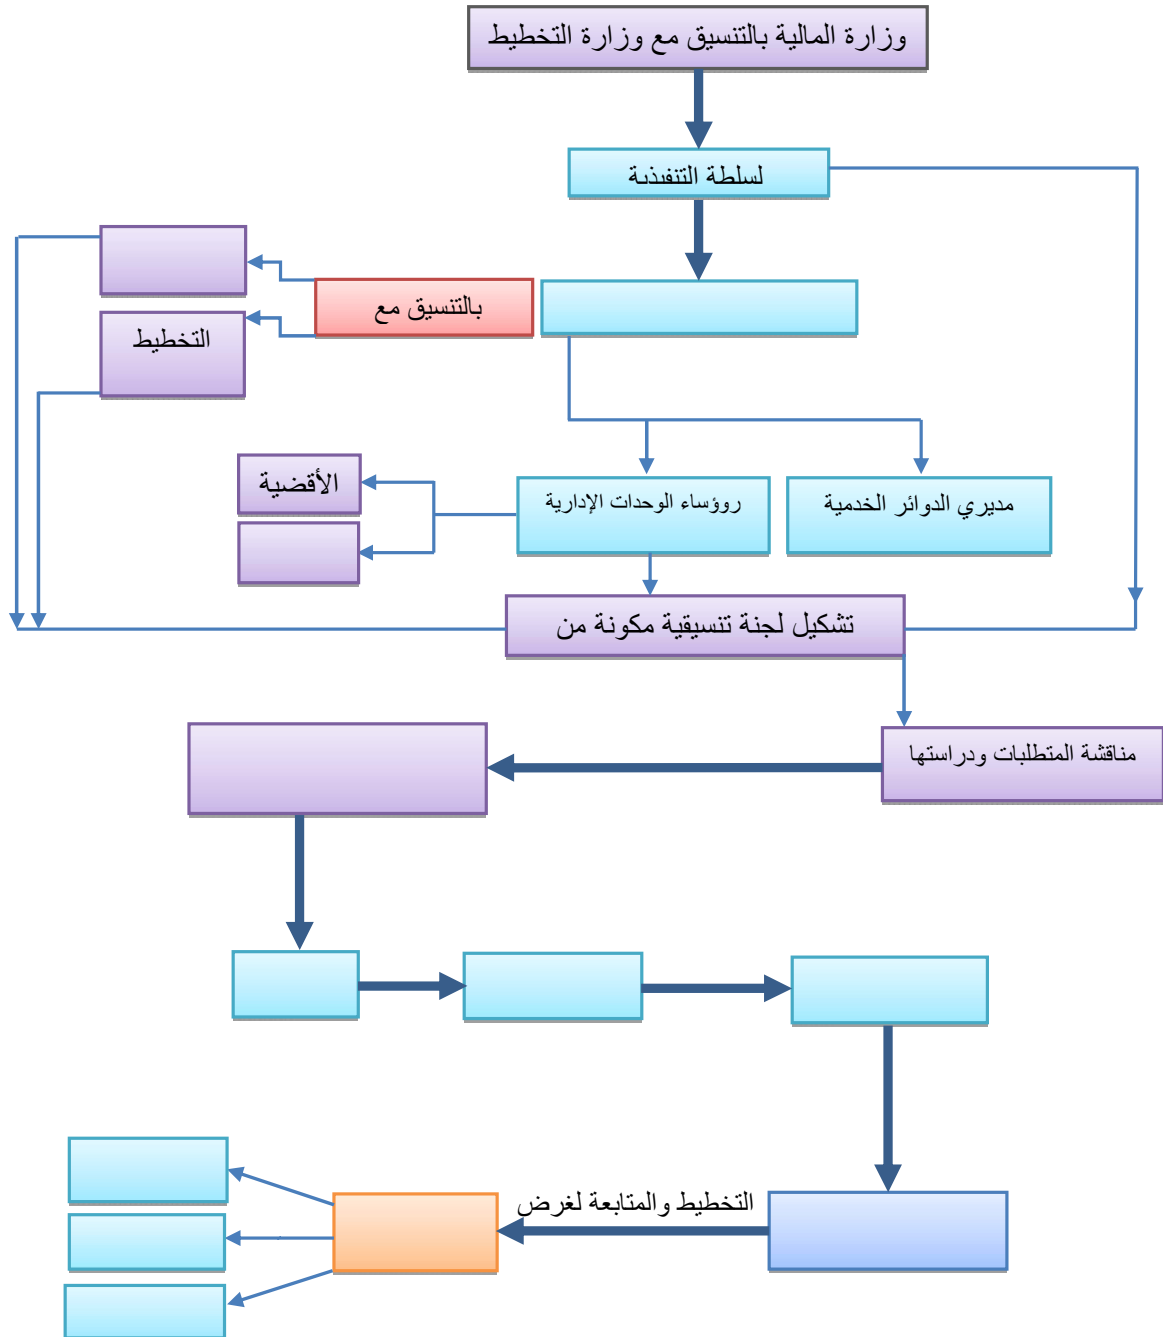 وزارة المالية بالتنسيق مع وزارة التخطيط
لسلطة التنفيذية
بالتنسيق مع
التخطيط
الأقضية
روؤساء الوحدات الإدارية
مديري الدوائر الخدمية
تشكيل لجنة تنسيقية مكونة من
مناقشة المتطلبات ودراستها
التخطيط والمتابعة لغرض